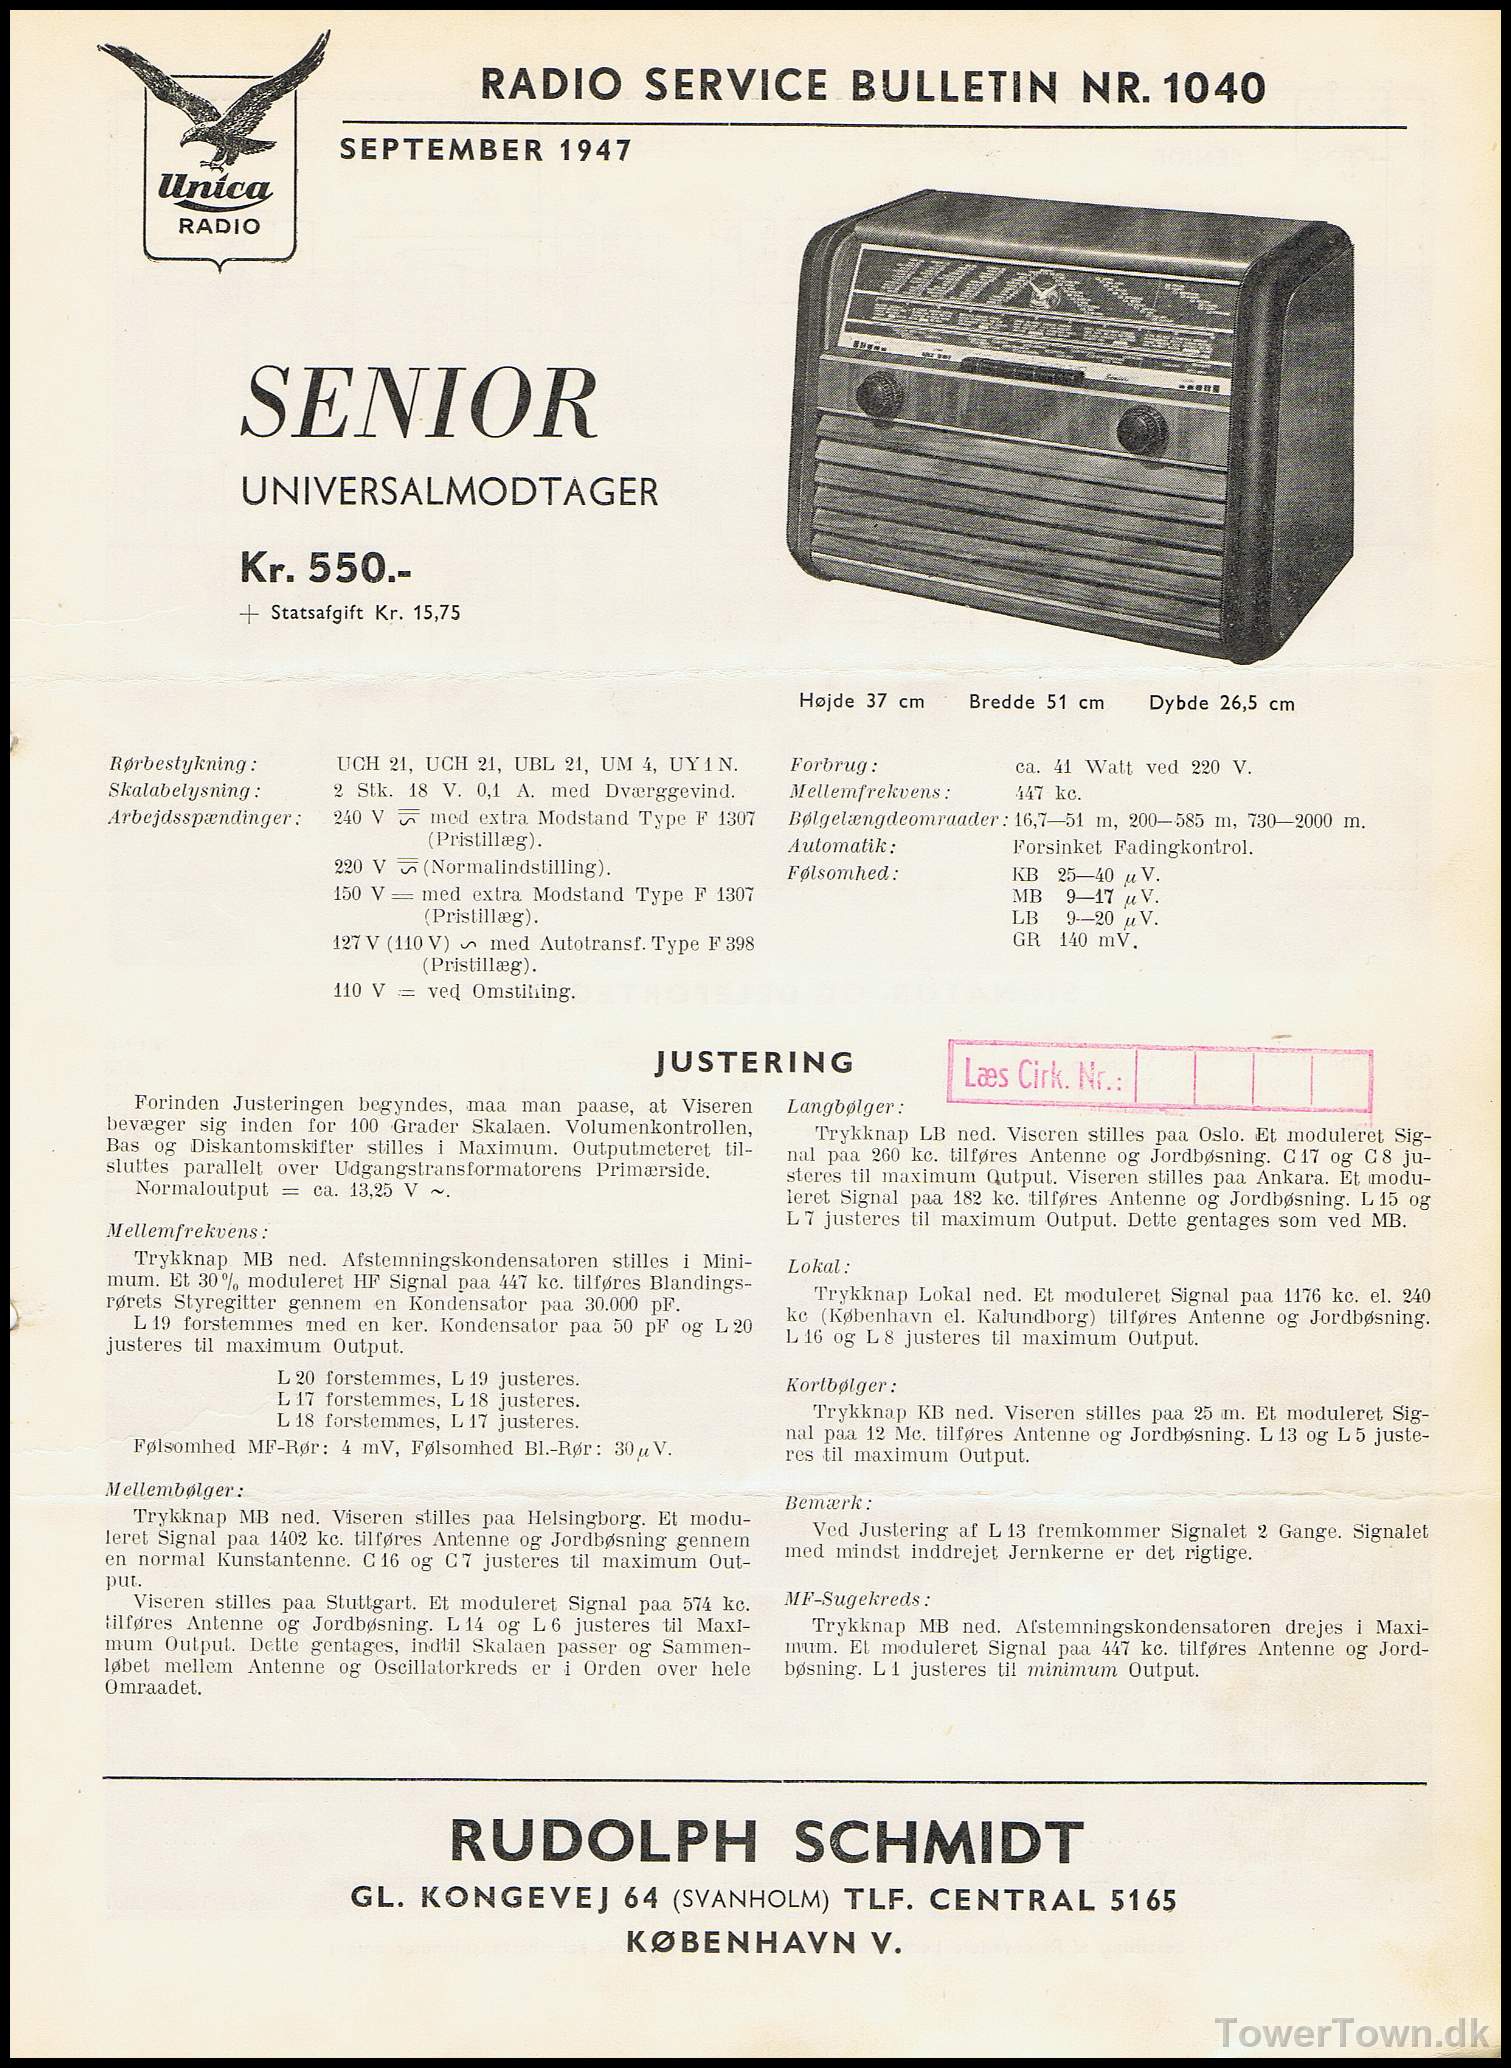 Unica
RADIO
RADIO SERVICE BULLETIN NR. 1040
SEPTEMBER 1947
SENIOR
UNIVERSALMODTAGER
Kr. 550.-
+ Statsafgift Kr. 15,75
Højde 37 cm Bredde 51 cm Dybde 26,5 cm
Rørbestykning: UCH 21, UCH 21, UBL 21, UM 4, UY 1 N.
Skalabelysning: 2 Stk. 18 V. 0,1 A. med Dværggevind.
Arbejdsspændinger: 240 V ⏦ med extra Modstand Type F 1307
(Pristillæg).
220 V ⏦ (Normalindstilling).
150 V = med extra Modstand Type F 1307
(Pristillæg).
127 V (110 V) ∿ med Autotransf. Type F 398
(Pristillæg).
110 V = ved Omstilling.
Forbrug: ca. 41 Watt ved 220 V.
Mellemfrekvens: 447 kc.
Bølgelængdeomraader: 16,7—51 m, 200—585 m, 730—2000 m.
Automatik: Forsinket Fadingkontrol.
Følsomhed: KB 25—40 µV.
MB 9—17 µV.
LB 9—20 µV.
GR 140 mV.
JUSTERING
Læs Cirk. Nr.:
Forinden Justeringen begyndes, maa man paase, at Viseren
bevæger sig inden for 100 Grader Skalaen. Volumenkontrollen,
Bas og Diskantomskifter stilles i Maximum. Outputmeteret til-
sluttes parallelt over Udgangstransformatorens Primærside.
Normaloutput = ca. 13,25 V ~.
Mellemfrekvens:
Trykknap MB ned. Afstemningskondensatoren stilles i Mini-
mum. Et 30% moduleret HF Signal paa 447 kc. tilføres Blandings-
rørets Styregitter gennem en Kondensator paa 30.000 pF.
L 19 forstemmes med en ker. Kondensator paa 50 pF og L 20
justeres til maximum Output.
L 20 forstemmes, L 19 justeres.
L 17 forstemmes, L 18 justeres.
L 18 forstemmes, L 17 justeres.
Følsomhed MF-Rør: 4 mV, Følsomhed Bl.-Rør: 30 µV.
Mellembølger:
Trykknap MB ned. Viseren stilles paa Helsingborg. Et modu-
leret Signal paa 1402 kc. tilføres Antenne og Jordbøsning gennem
en normal Kunstantenne. C 16 og C 7 justeres til maximum Out-
put.
Viseren stilles paa Stuttgart. Et moduleret Signal paa 574 kc.
tilføres Antenne og Jordbøsning. L 14 og L 6 justeres til Maxi-
mum Output. Dette gentages, indtil Skalaen passer og Sammen-
løbet mellem Antenne og Oscillatorkreds er i Orden over hele
Omraadet.
Langbølger:
Trykknap LB ned. Viseren stilles paa Oslo. Et moduleret Sig-
nal paa 260 kc. tilføres Antenne og Jordbøsning. C 17 og C 8 ju-
steres til maximum Output. Viseren stilles paa Ankara. Et modu-
leret Signal paa 182 kc. tilføres Antenne og Jordbøsning. L 15 og
L 7 justeres til maximum Output. Dette gentages som ved MB.
Lokal:
Trykknap Lokal ned. Et moduleret Signal paa 1176 kc. el. 240
kc (København el. Kalundborg) tilføres Antenne og Jordbøsning.
L 16 og L 8 justeres til maximum Output.
Kortbølger:
Trykknap KB ned. Viseren stilles paa 25 m. Et moduleret Sig-
nal paa 12 Mc. tilføres Antenne og Jordbøsning. L 13 og L 5 juste-
res til maximum Output.
Bemærk:
Ved Justering af L 13 fremkommer Signalet 2 Gange. Signalet
med mindst inddrejet Jernkerne er det rigtige.
MF-Sugekreds:
Trykknap MB ned. Afstemningskondensatoren drejes i Maxi-
mum. Et moduleret Signal paa 447 kc. tilføres Antenne og Jord-
bøsning. L 1 justeres til minimum Output.
RUDOLPH SCHMIDT
GL. KONGEVEJ 64 (SVANHOLM) TLF. CENTRAL 5165
KØBENHAVN V.
TowerTown.dk